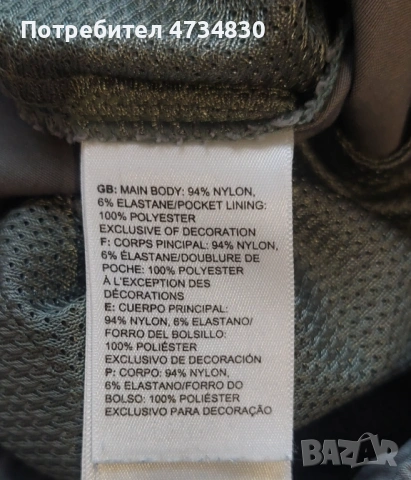 Потребител 4734830
GB: MAIN BODY: 94% NYLON,
6% ELASTANE/POCKET LINING:
100% POLYESTER
EXCLUSIVE OF DECORATION
F: CORPS PINCIPAL: 94% NYLON,
6% ÉLASTANE/DOUBLURE DE
POCHE: 100% POLYESTER
À L'EXCEPTION DES
DÉCORATIONS
E: CUERPO PRINCIPAL:
94% NYLON, 6% ELASTANO/
FORRO DEL BOLSILLO:
100% POLIÉSTER
EXCLUSIVO DE DECORACIÓN
P: CORPO: 94% NYLON,
6% ELASTANO/FORRO DO
BOLSO: 100% POLIÉSTER
EXCLUSIVO PARA DECORAÇÃO
BAZAR